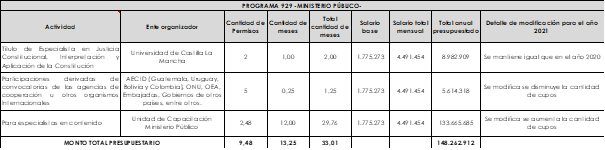 PROGRAMA 929 -MINISTERIO PÚBLICO-
Actividad
Ente organizador
Cantidad de Permisos
Cantidad de meses
Total cantidad de meses
Salario base
Salario total mensual
Total anual presupuestado
Detalle de modificación para el año 2021
Título de Especialista en Justicia Constitucional, Interpretación y Aplicación de la Constitución
Universidad de Castilla La Mancha
2
1,00
2,00
1.775.273
4.491.454
8.982.909
Se mantiene igual que en el año 2020
Participaciones derivadas de convocatorias de las agencias de cooperación u otros organismos internacionales
AECID (Guatemala, Uruguay, Bolivia y Colombia), ONU, OEA, Embajadas, Gobiernos de otros países, entre otros.
5
0,25
1,25
1.775.273
4.491.454
5.614.318
Se modifica se disminuye la cantidad de cupos
Para especialistas en contenido
Unidad de Capacitación Ministerio Público
2,48
12,00
29,76
1.775.273
4.491.454
133.665.685
Se modifica se aumenta la cantidad de cupos
MONTO TOTAL PRESUPUESTARIO
9,48
13,25
33,01
148.262.912